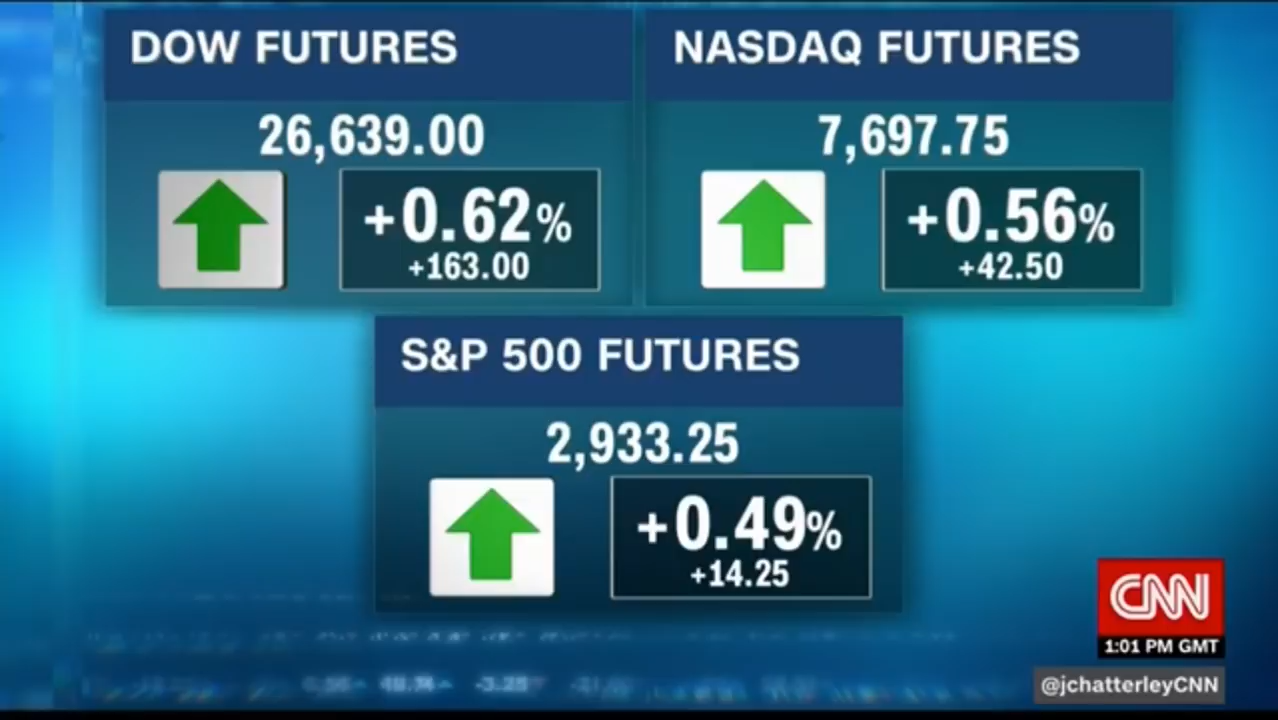 DOW FUTURES
26,639.00
+0.62%
+163.00
NASDAQ FUTURES
7,697.75
+0.56%
+42.50
S&P 500 FUTURES
2,933.25
+0.49%
+14.25
CNN
1:01 PM GMT
@jchatterleyCNN